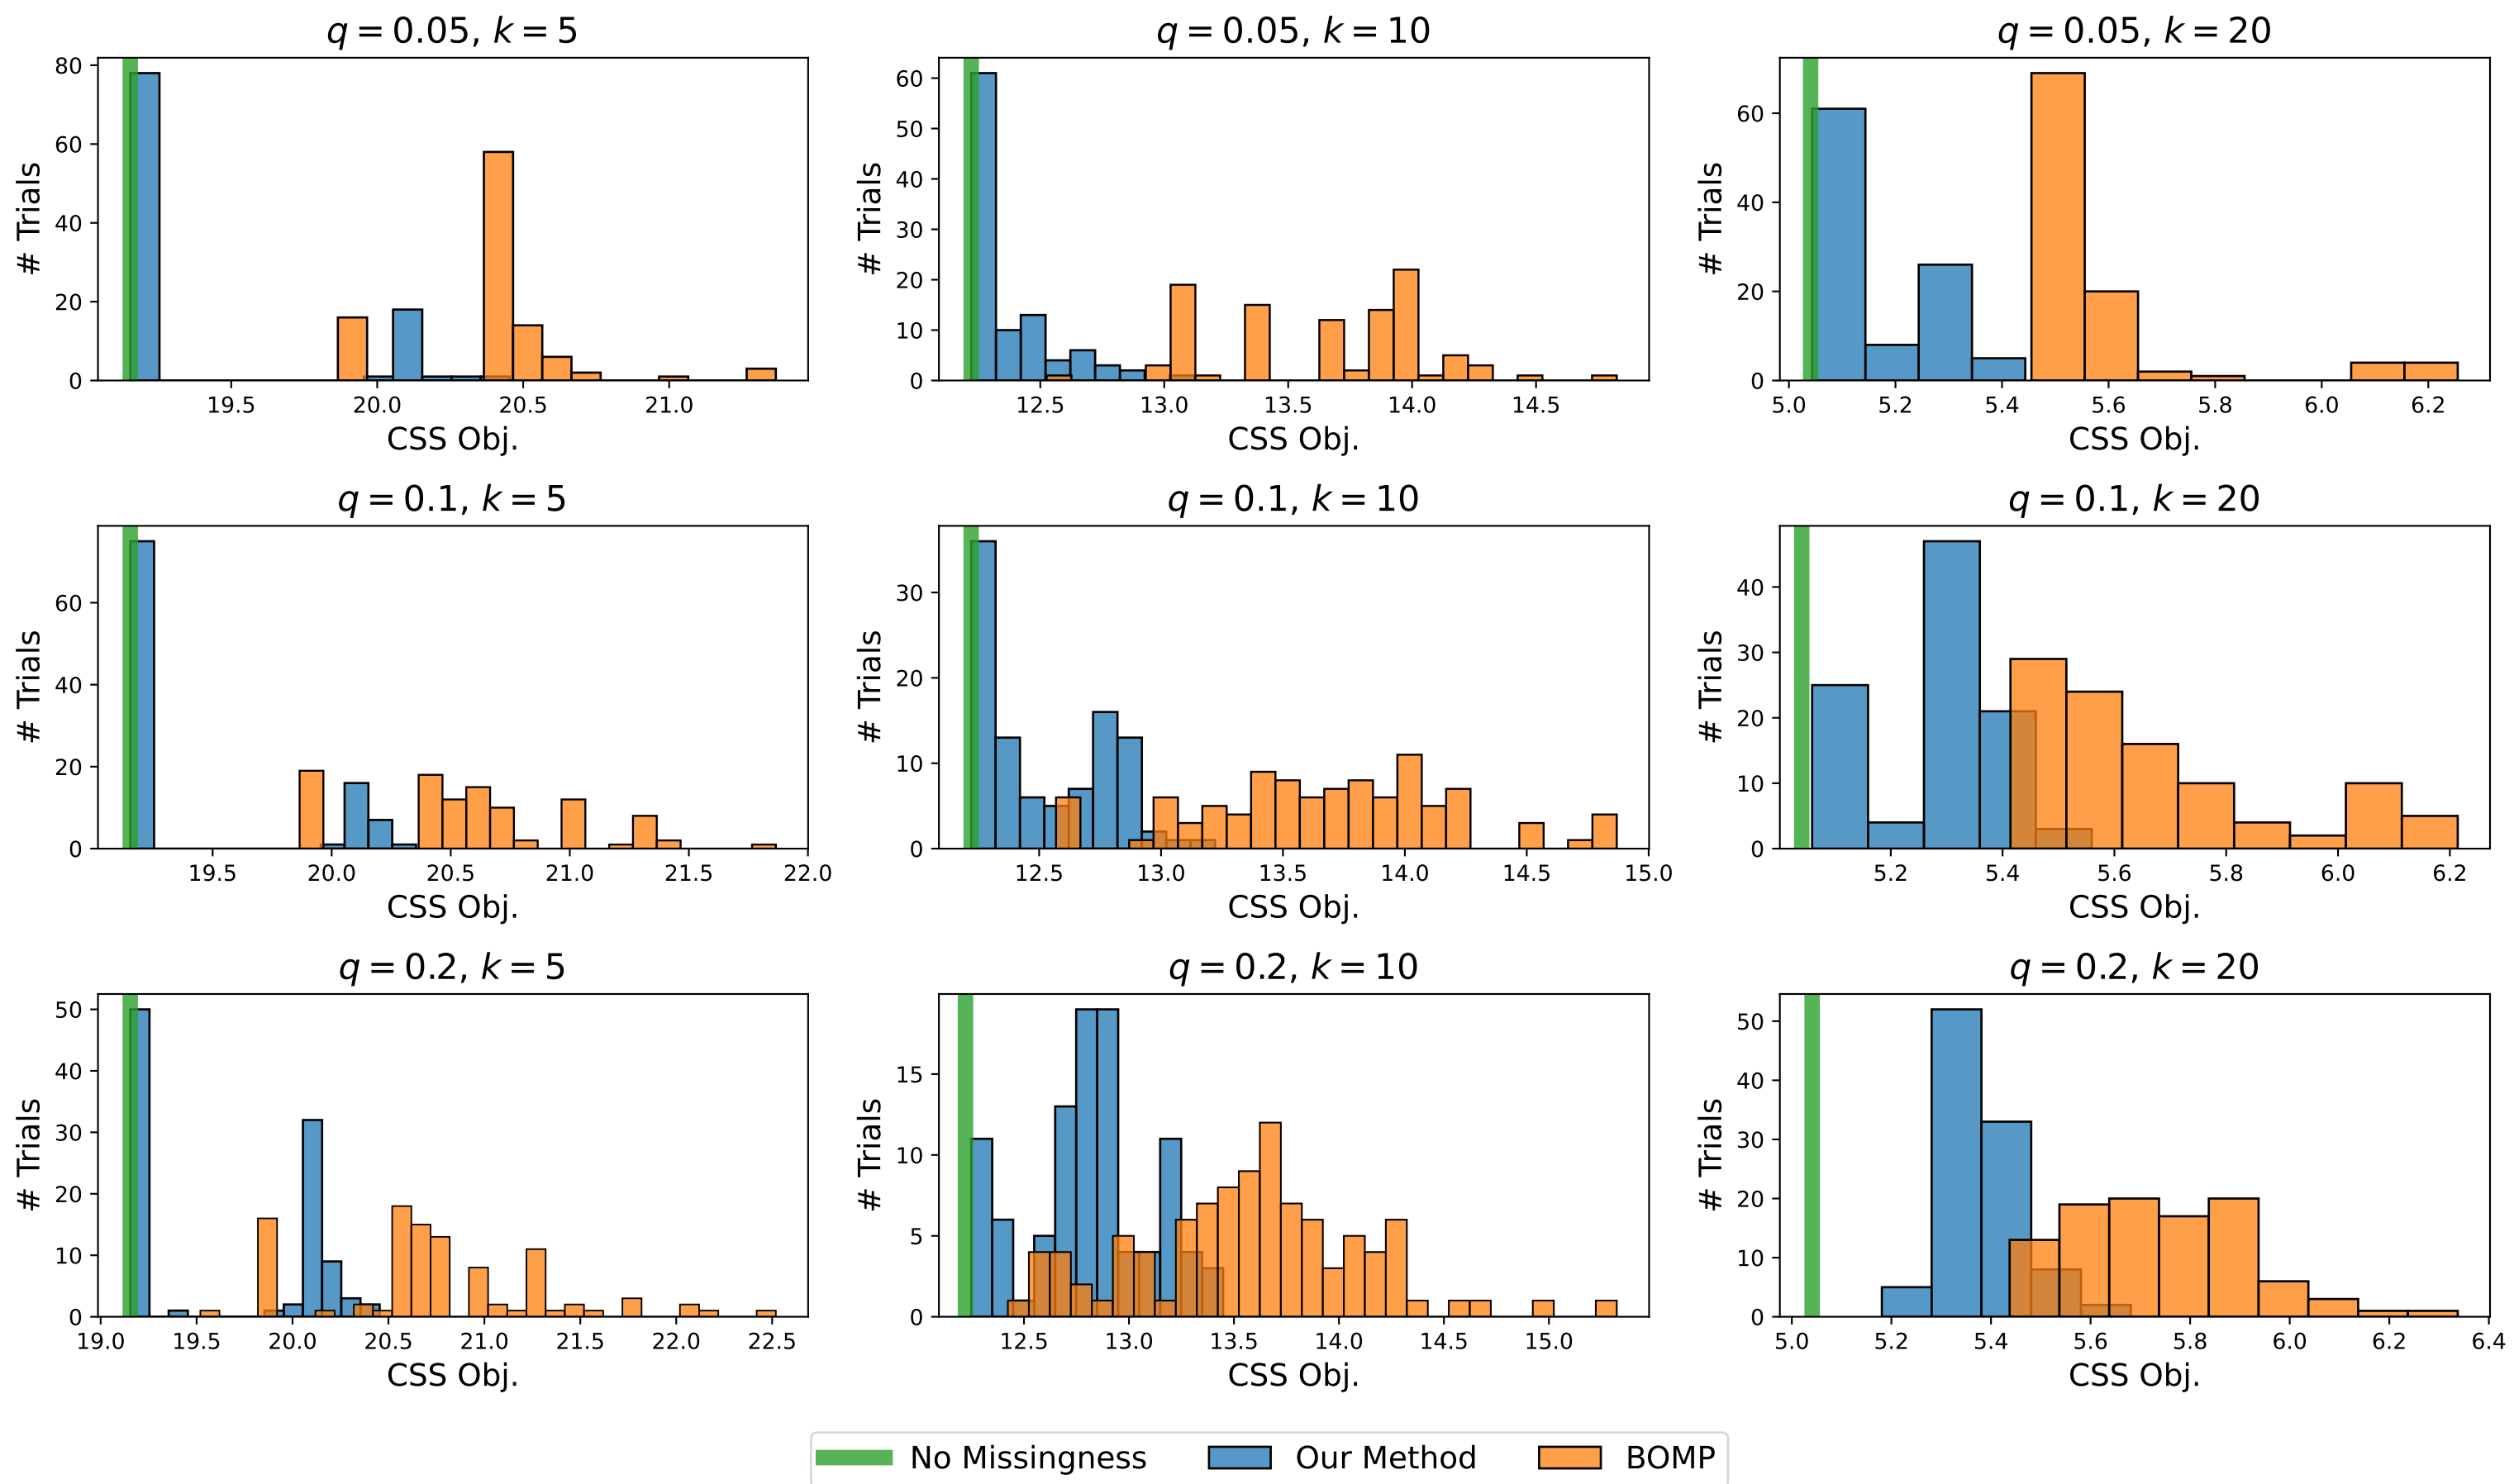 q = 0.05, k = 5
80
60
40
20
0
# Trials
19.5 20.0 20.5 21.0
CSS Obj.
q = 0.05, k = 10
60
50
40
30
20
10
0
# Trials
12.5 13.0 13.5 14.0 14.5
CSS Obj.
q = 0.05, k = 20
60
40
20
0
# Trials
5.0 5.2 5.4 5.6 5.8 6.0 6.2
CSS Obj.
q = 0.1, k = 5
60
40
20
0
# Trials
19.5 20.0 20.5 21.0 21.5 22.0
CSS Obj.
q = 0.1, k = 10
30
20
10
0
# Trials
12.5 13.0 13.5 14.0 14.5 15.0
CSS Obj.
q = 0.1, k = 20
40
30
20
10
0
# Trials
5.2 5.4 5.6 5.8 6.0 6.2
CSS Obj.
q = 0.2, k = 5
50
40
30
20
10
0
# Trials
19.0 19.5 20.0 20.5 21.0 21.5 22.0 22.5
CSS Obj.
q = 0.2, k = 10
15
10
5
0
# Trials
12.5 13.0 13.5 14.0 14.5 15.0
CSS Obj.
q = 0.2, k = 20
50
40
30
20
10
0
# Trials
5.0 5.2 5.4 5.6 5.8 6.0 6.2 6.4
CSS Obj.
No Missingness Our Method BOMP